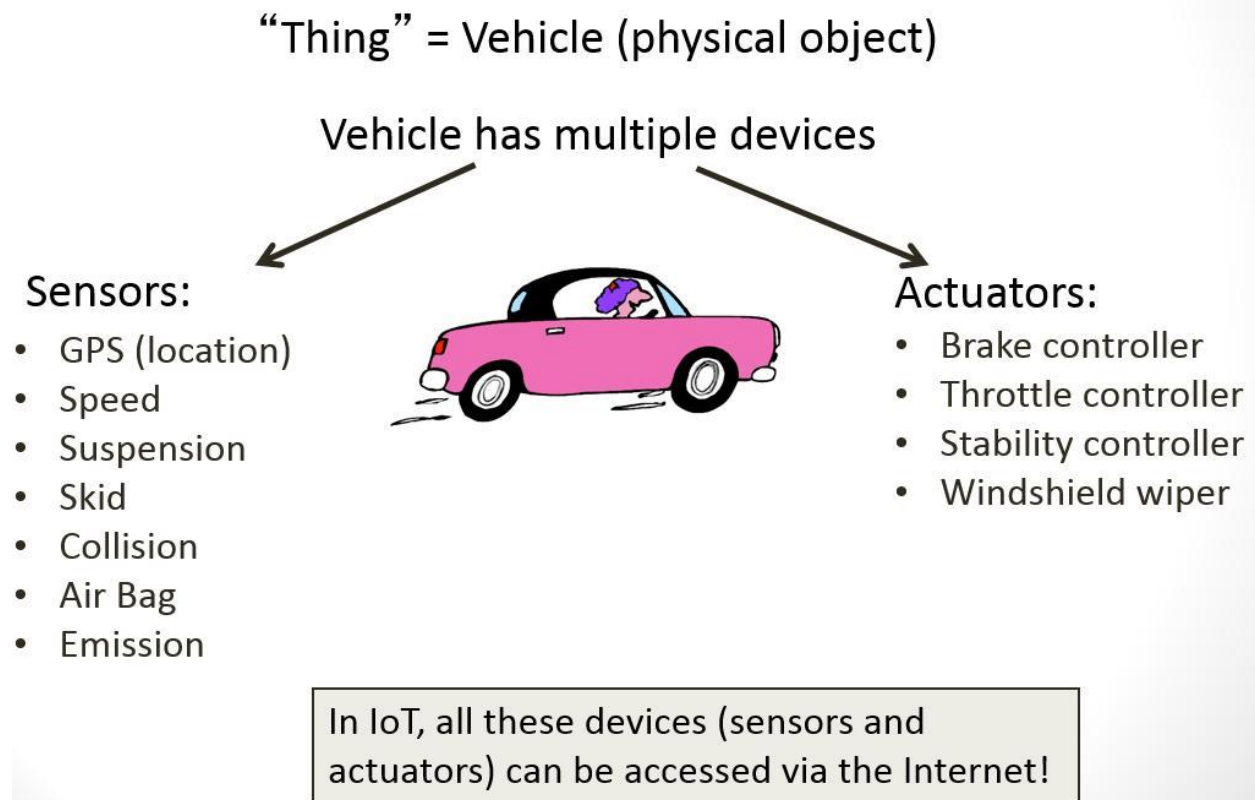 “Thing” = Vehicle (physical object)
Vehicle has multiple devices
Sensors:
• GPS (location)
• Speed
• Suspension
• Skid
• Collision
• Air Bag
• Emission
Actuators:
• Brake controller
• Throttle controller
• Stability controller
• Windshield wiper
In IoT, all these devices (sensors and
actuators) can be accessed via the Internet!